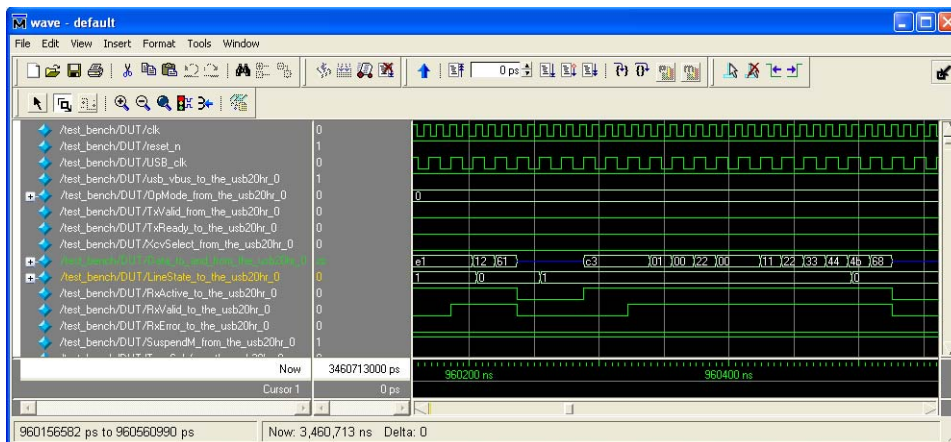 wave - default
File Edit View Insert Format Tools Window
0 ps
/test_bench/DUT/clk 0
/test_bench/DUT/reset_n 1
/test_bench/DUT/USB_clk 0
/test_bench/DUT/usb_vbus_to_the_usb20hr_0 1
/test_bench/DUT/OpMode_from_the_usb20hr_0 0 0
/test_bench/DUT/TxValid_from_the_usb20hr_0 0
/test_bench/DUT/TxReady_to_the_usb20hr_0 0
/test_bench/DUT/XcvSelect_from_the_usb20hr_0 0
e1 12 61 c3 01 00 22 00 11 22 33 44 4b 68
/test_bench/DUT/LineState_to_the_usb20hr_0 0 1 0 1 0
/test_bench/DUT/RxActive_to_the_usb20hr_0 0
/test_bench/DUT/RxValid_to_the_usb20hr_0 0
/test_bench/DUT/RxError_to_the_usb20hr_0 0
/test_bench/DUT/SuspendM_from_the_usb20hr_0 1
Now 3460713000 ps 960200 ns 960400 ns
Cursor 1 0 ps
960156582 ps to 960560990 ps Now: 3,460,713 ns Delta: 0